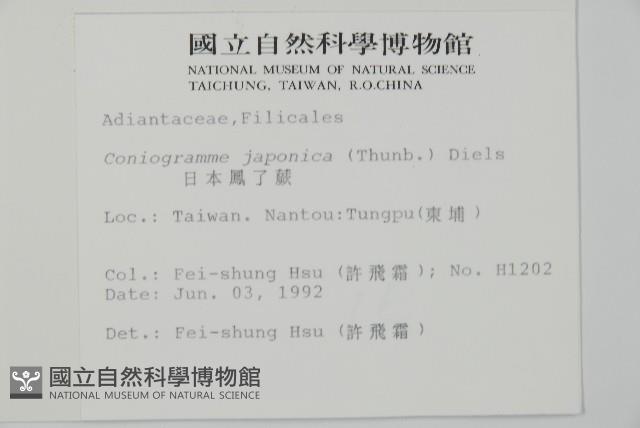 國立自然科學博物館
NATIONAL MUSEUM OF NATURAL SCIENCE
TAICHUNG, TAIWAN, R.O.CHINA
Adiantaceae,Filicales
Coniogramme japonica (Thunb.) Diels
日本鳳了蕨
Loc.: Taiwan. Nantou:Tungpu(東埔)
Col.: Fei-shung Hsu (許飛霜); No. H1202
Date: Jun. 03, 1992
Det.: Fei-shung Hsu (許飛霜)
國立自然科學博物館
NATIONAL MUSEUM OF NATURAL SCIENCE